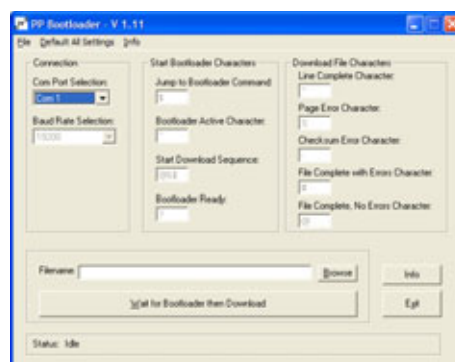 PP Bootloader - V 1.11
File Default All Settings Info
Connection
Com Port Selection:
Com 1
Baud Rate Selection:
19200
Start Bootloader Characters
Jump to Bootloader Command
Bootloader Active Character:
Start Download Sequence:
Bootloader Ready:
Download File Characters
Line Complete Character:
Page Error Character:
Checksum Error Character:
File Complete with Errors Character:
File Complete, No Errors Character:
Filename:
Browse
Wait for Bootloader then Download
Info
Exit
Status: Idle